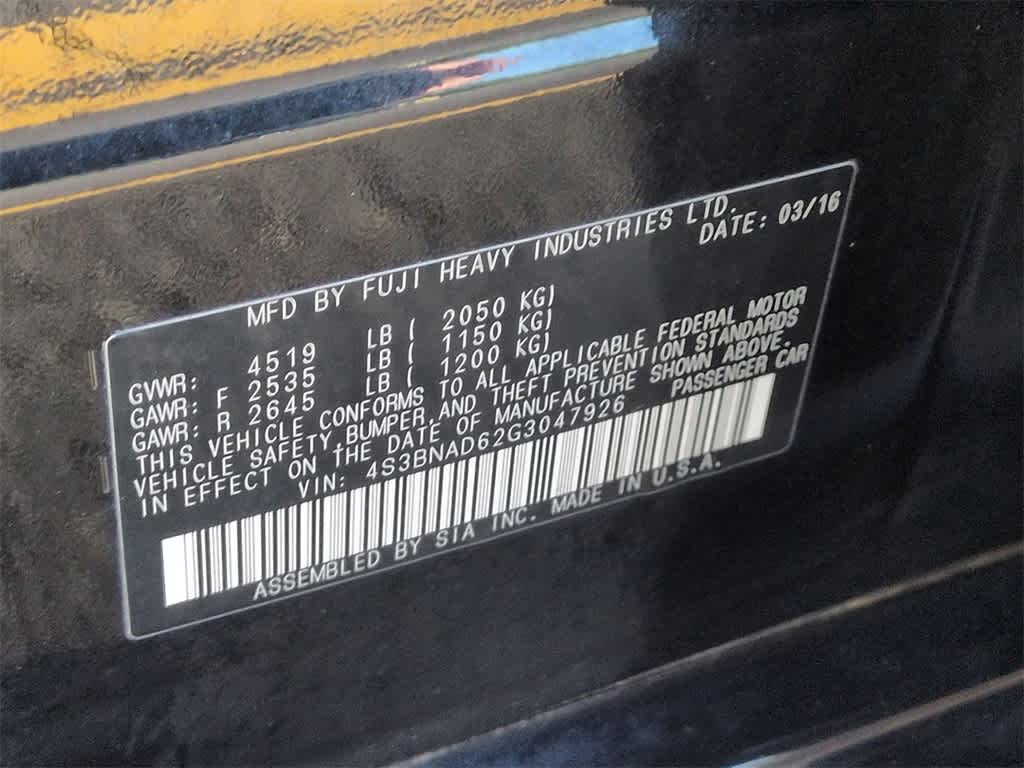 MFD BY FUJI HEAVY INDUSTRIES LTD.
DATE: 03/16
GVWR: 4519 LB ( 2050 KG)
GAWR: F 2535 LB ( 1150 KG)
GAWR: R 2645 LB ( 1200 KG)
THIS VEHICLE CONFORMS TO ALL APPLICABLE FEDERAL MOTOR
VEHICLE SAFETY,BUMPER,AND THEFT PREVENTION STANDARDS
IN EFFECT ON THE DATE OF MANUFACTURE SHOWN ABOVE.
VIN: 4S3BNAD62G3047926 PASSENGER CAR
ASSEMBLED BY SIA INC. MADE IN U.S.A.